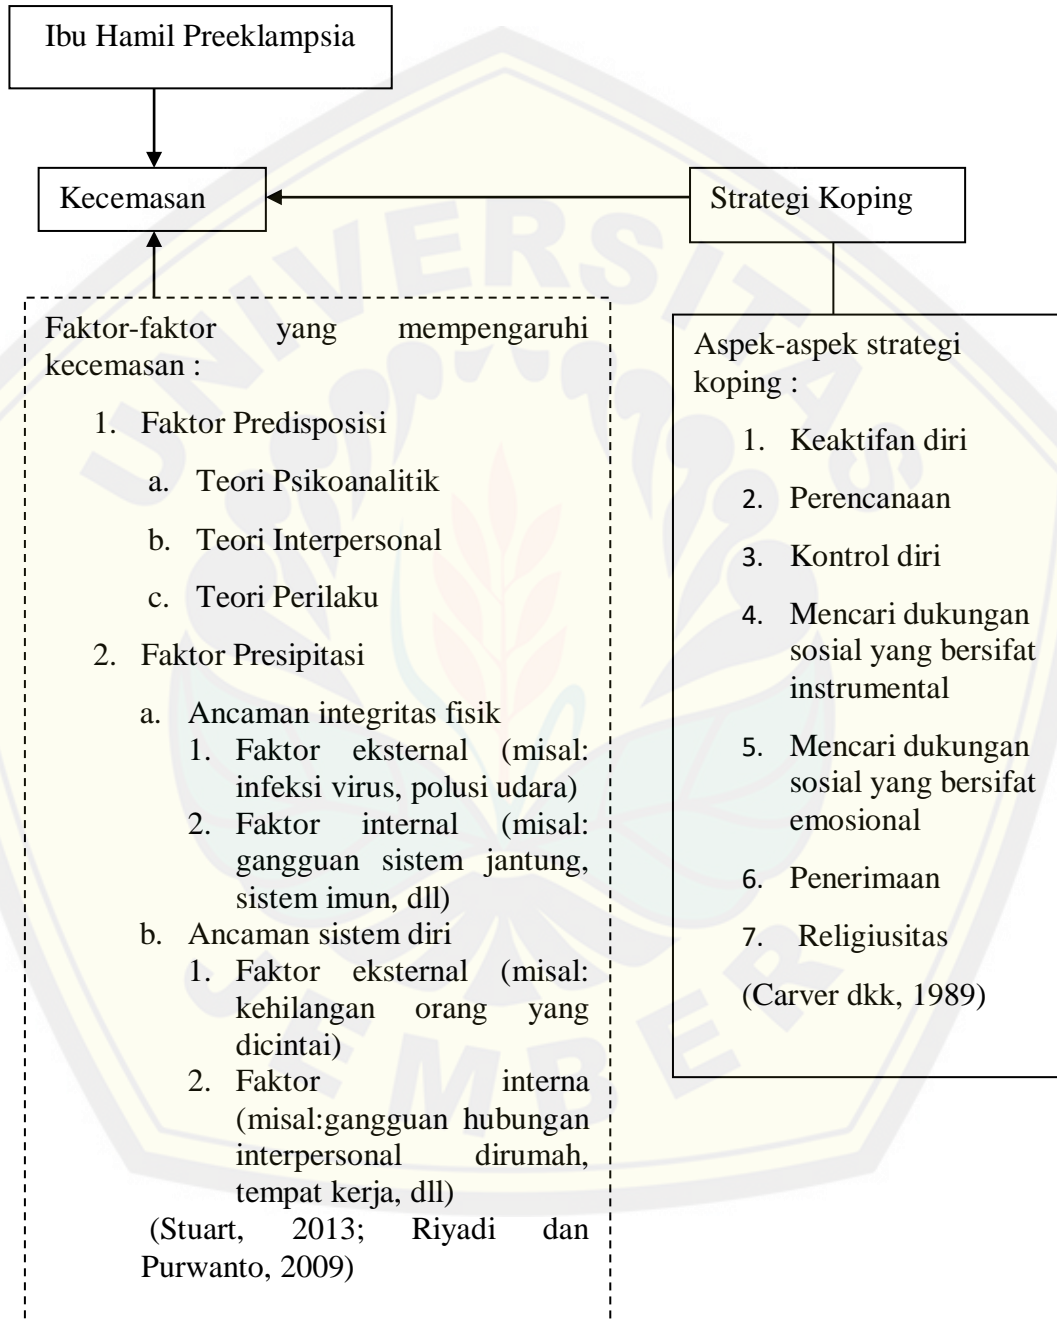 Ibu Hamil Preeklampsia
Kecemasan
Strategi Koping
Faktor-faktor yang mempengaruhi
kecemasan :
1. Faktor Predisposisi
a. Teori Psikoanalitik
b. Teori Interpersonal
c. Teori Perilaku
2. Faktor Presipitasi
a. Ancaman integritas fisik
1. Faktor eksternal (misal:
infeksi virus, polusi udara)
2. Faktor internal (misal:
gangguan sistem jantung,
sistem imun, dll)
b. Ancaman sistem diri
1. Faktor eksternal (misal:
kehilangan orang yang
dicintai)
2. Faktor interna
(misal:gangguan hubungan
interpersonal dirumah,
tempat kerja, dll)
(Stuart, 2013; Riyadi dan
Purwanto, 2009)
Aspek-aspek strategi
koping :
1. Keaktifan diri
2. Perencanaan
3. Kontrol diri
4. Mencari dukungan
sosial yang bersifat
instrumental
5. Mencari dukungan
sosial yang bersifat
emosional
6. Penerimaan
7. Religiusitas
(Carver dkk, 1989)
UNIVERSITAS
JEMBER